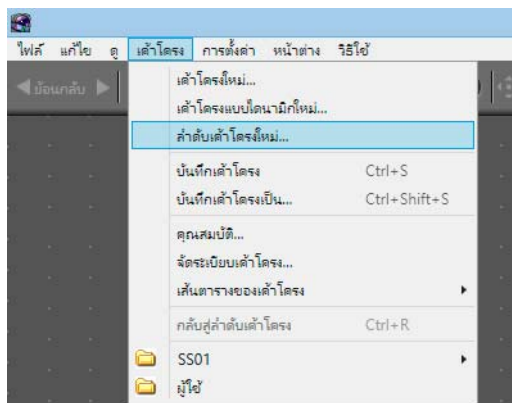 ไฟล์ แก้ไข ดู เค้าโครง การตั้งค่า หน้าต่าง วิธีใช้
ย้อนกลับ
เค้าโครงใหม่...
เค้าโครงแบบไดนามิกใหม่...
ลำดับเค้าโครงใหม่...
บันทึกเค้าโครง Ctrl+S
บันทึกเค้าโครงเป็น... Ctrl+Shift+S
คุณสมบัติ...
จัดระเบียบเค้าโครง...
เส้นตารางของเค้าโครง
กลับสู่ลำดับเค้าโครง Ctrl+R
SS01
ผู้ใช้